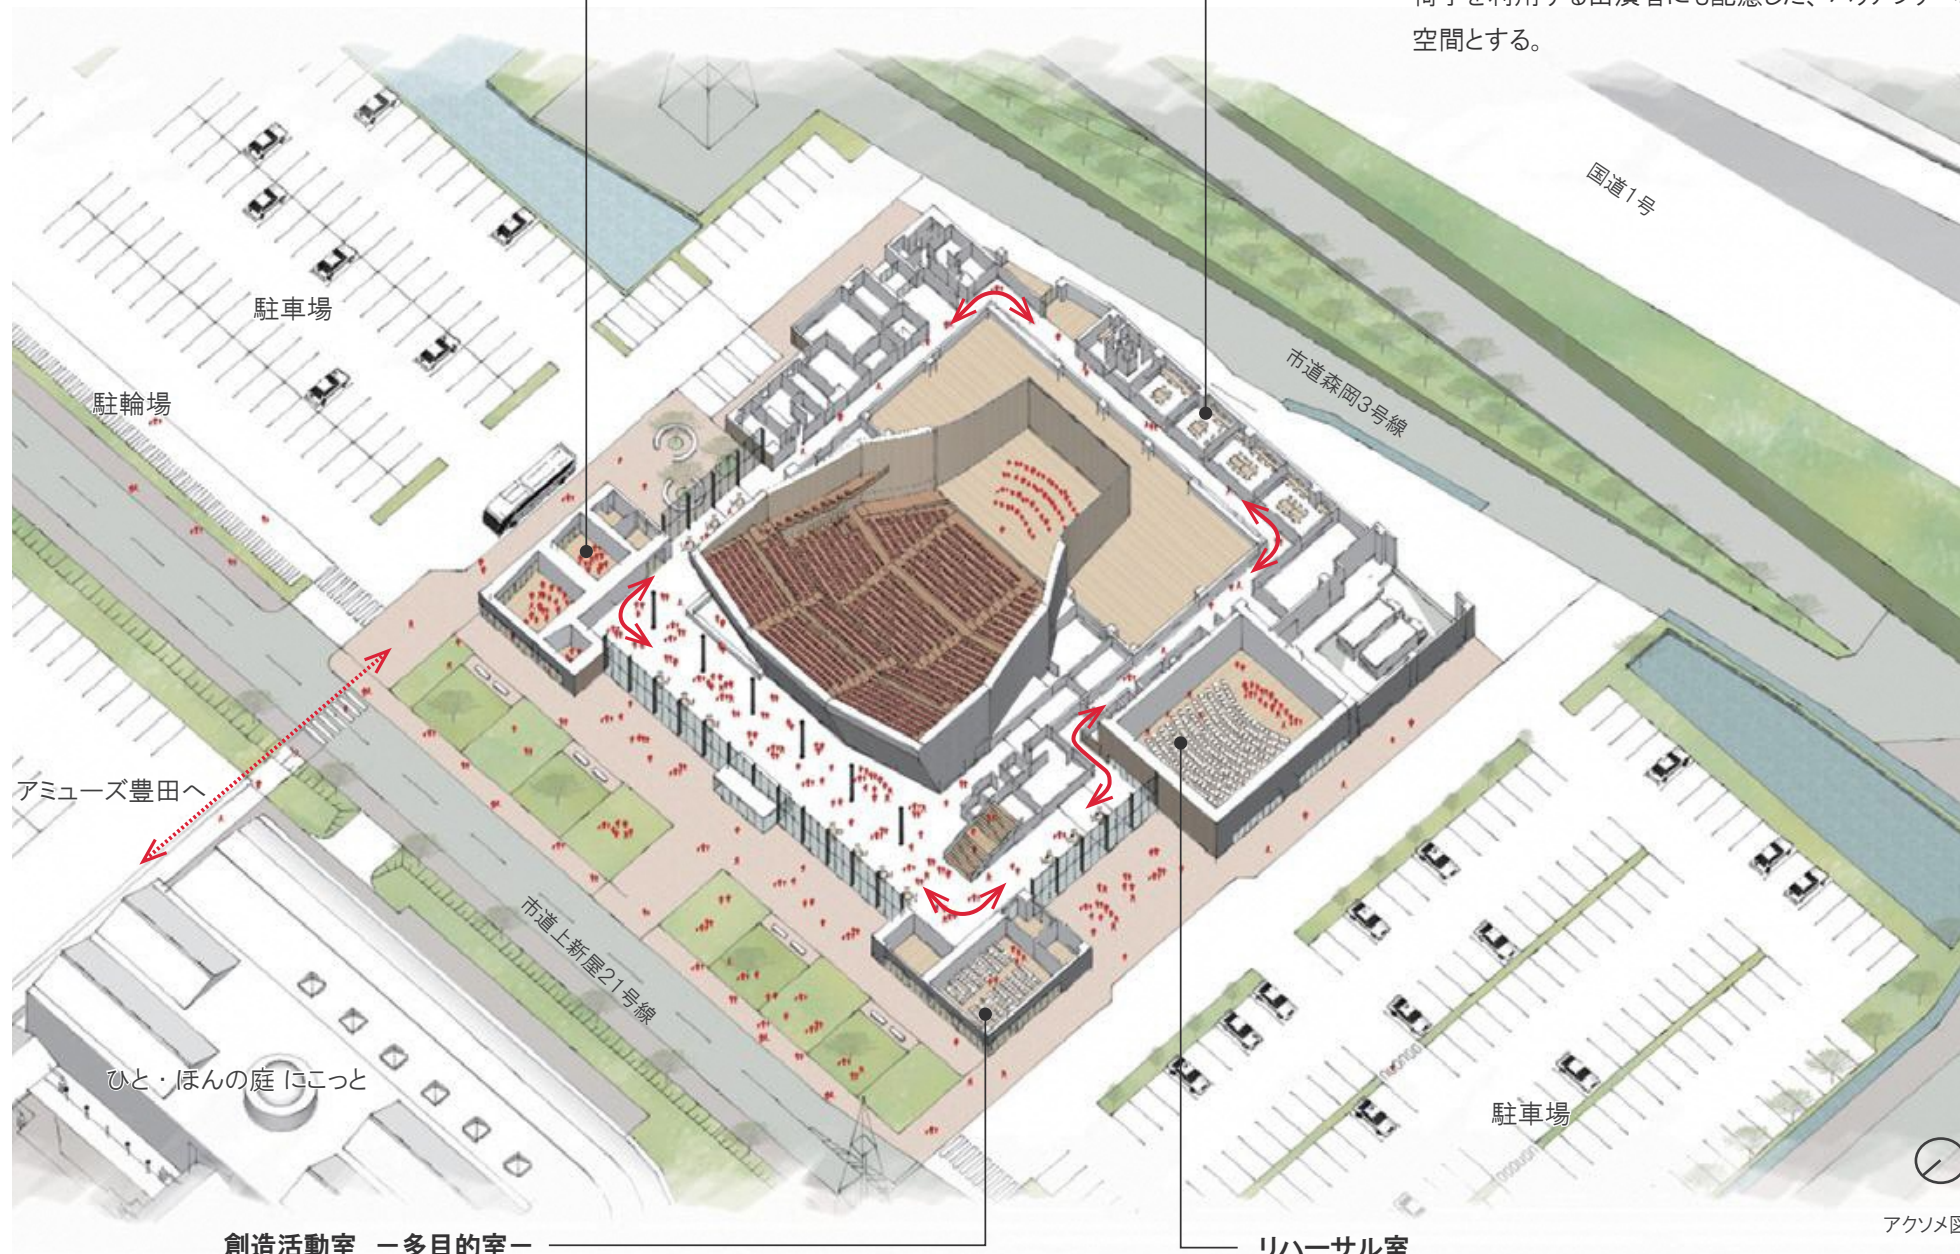 空間とする。
国道1号
駐車場
市道森岡3号線
駐輪場
アミューズ豊田へ
市道上新屋21号線
ひと・ほんの庭 にこっと
駐車場
アクソメ図
創造活動室 －多目的室－
リハーサル室